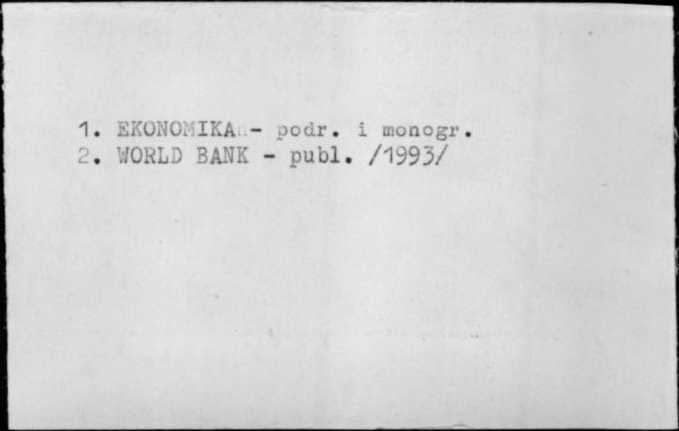 1. EKONOMIKA - podr. i monogr.
2. WORLD BANK - publ. /1993/